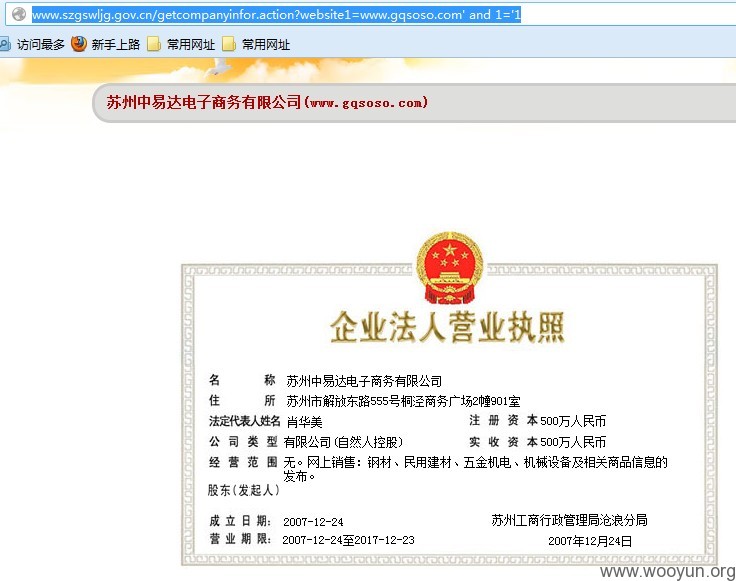 www.szgswljg.gov.cn/getcompanyinfor.action?website1=www.gqsoso.com' and 1='1
访问最多 新手上路 常用网址 常用网址
苏州中易达电子商务有限公司(www.gqsoso.com)
企业法人营业执照
名 称 苏州中易达电子商务有限公司
住 所 苏州市解放东路555号桐泾商务广场2幢901室
法定代表人姓名 肖华美 注 册 资 本 500万人民币
公 司 类 型 有限公司(自然人控股) 实 收 资 本 500万人民币
经 营 范 围 无。网上销售：钢材、民用建材、五金机电、机械设备及相关商品信息的
发布。
股东(发起人)
成 立 日 期： 2007-12-24 苏州工商行政管理局沧浪分局
营 业 期 限： 2007-12-24至2017-12-23 2007年12月24日
www.wooyun.org